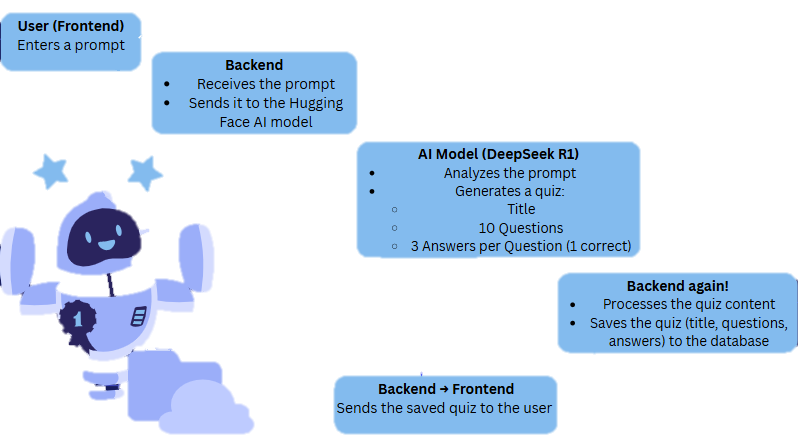 User (Frontend)
Enters a prompt
Backend
• Receives the prompt
• Sends it to the Hugging
Face AI model
AI Model (DeepSeek R1)
• Analyzes the prompt
• Generates a quiz:
○ Title
○ 10 Questions
○ 3 Answers per Question (1 correct)
1
Backend again!
• Processes the quiz content
• Saves the quiz (title, questions,
answers) to the database
Backend → Frontend
Sends the saved quiz to the user